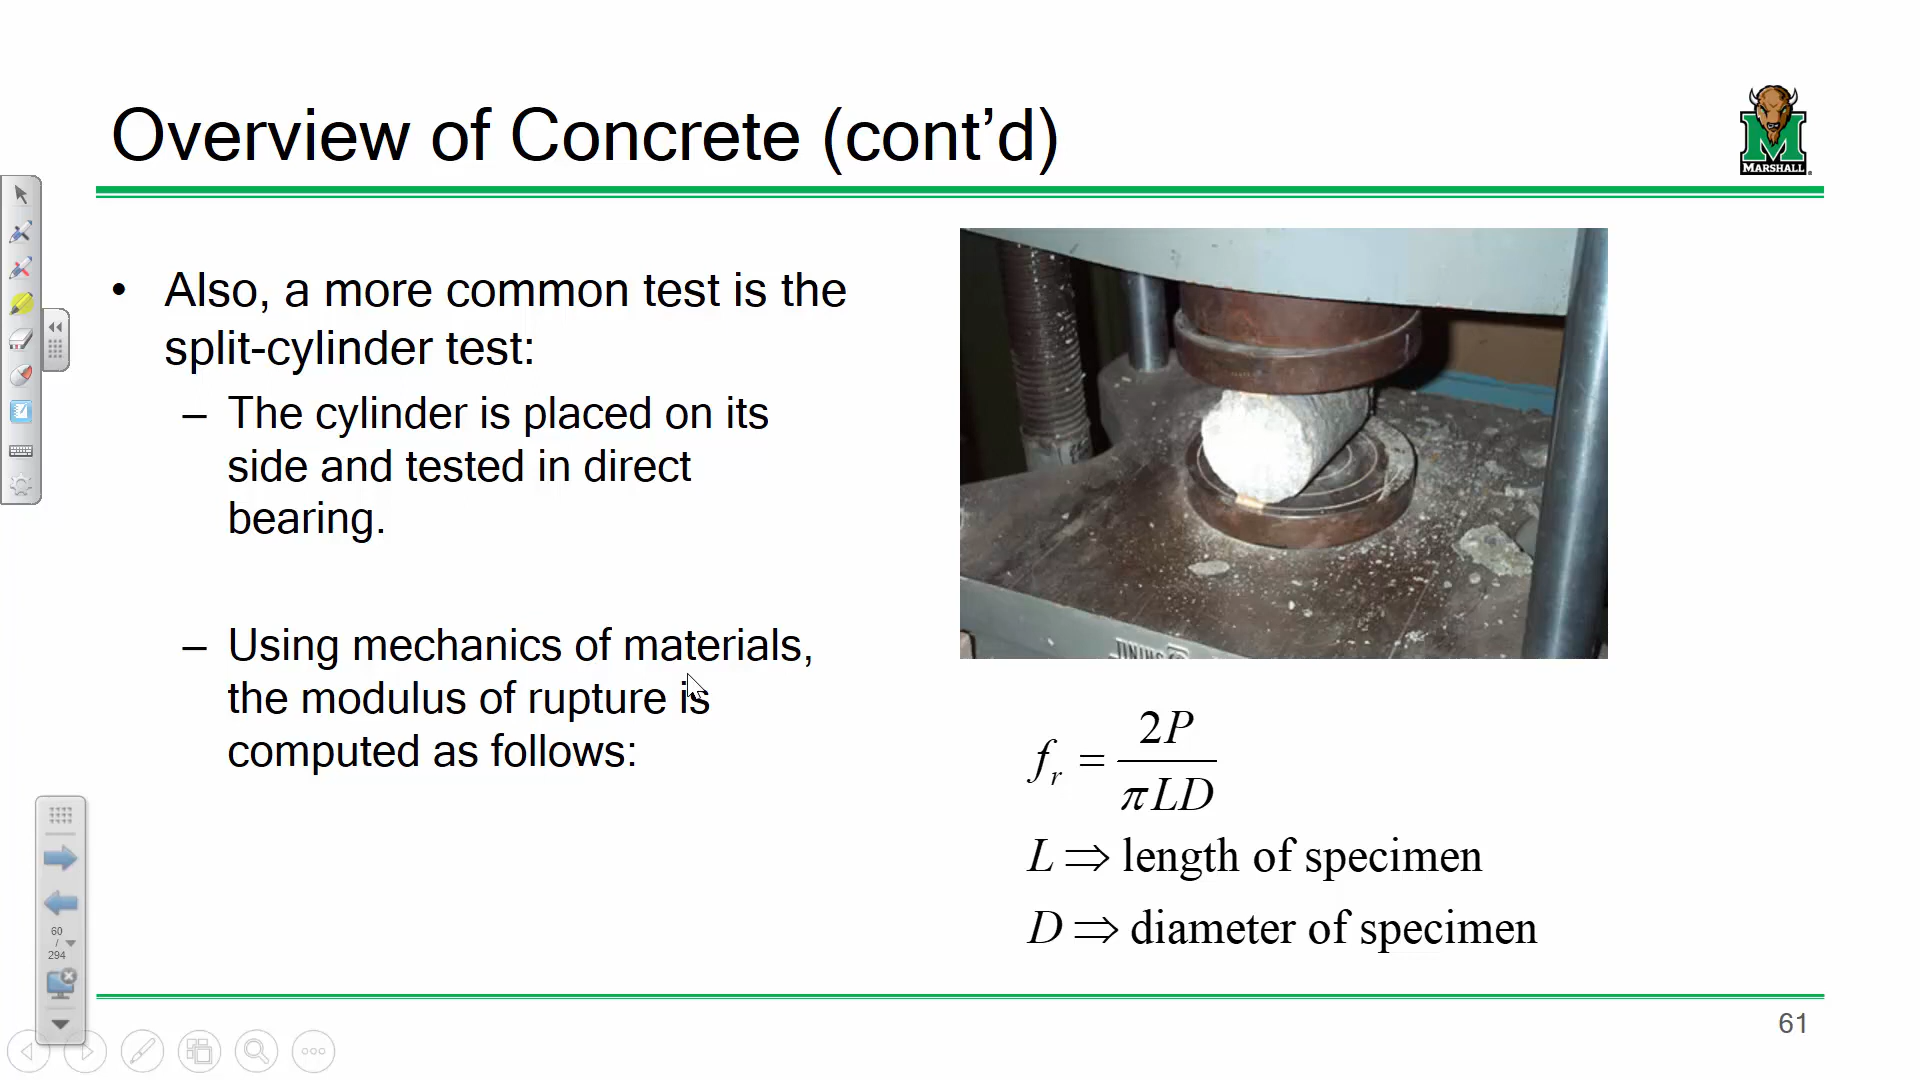 Overview of Concrete (cont’d)
MARSHALL
• Also, a more common test is the
split-cylinder test:
– The cylinder is placed on its
side and tested in direct
bearing.
– Using mechanics of materials,
the modulus of rupture is
computed as follows:
f_r = 2P / πLD
L ⇒ length of specimen
D ⇒ diameter of specimen
60
/
294
61